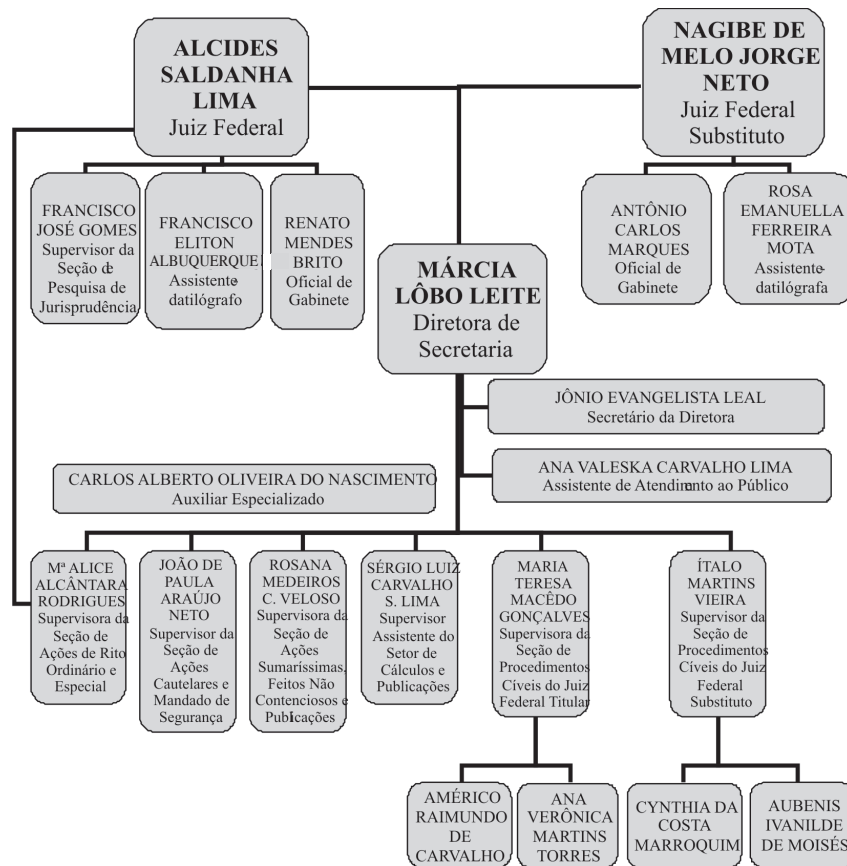 ALCIDES
SALDANHA
LIMA
Juiz Federal
NAGIBE DE
MELO JORGE
NETO
Juiz Federal
Substituto
FRANCISCO
JOSÉ GOMES
Supervisor da
Seção de
Pesquisa de
Jurisprudência
FRANCISCO
ELITON
ALBUQUERQUE
Assistente-
datilógrafo
RENATO
MENDES
BRITO
Oficial de
Gabinete
ANTÔNIO
CARLOS
MARQUES
Oficial de
Gabinete
ROSA
EMANUELLA
FERREIRA
MOTA
Assistente-
datilógrafa
MÁRCIA
LÔBO LEITE
Diretora de
Secretaria
JÔNIO EVANGELISTA LEAL
Secretário da Diretora
CARLOS ALBERTO OLIVEIRA DO NASCIMENTO
Auxiliar Especializado
ANA VALESKA CARVALHO LIMA
Assistente de Atendimento ao Público
Mª ALICE
ALCÂNTARA
RODRIGUES
Supervisora da
Seção de
Ações de Rito
Ordinário e
Especial
JOÃO DE
PAULA
ARAÚJO
NETO
Supervisor da
Seção de
Ações
Cautelares e
Mandado de
Segurança
ROSANA
MEDEIROS
C. VELOSO
Supervisora da
Seção de
Ações
Sumaríssimas,
Feitos Não
Contenciosos e
Publicações
SÉRGIO LUIZ
CARVALHO
S. LIMA
Supervisor
Assistente do
Setor de
Cálculos e
Publicações
MARIA
TERESA
MACÊDO
GONÇALVES
Supervisora da
Seção de
Procedimentos
Cíveis do Juiz
Federal Titular
ÍTALO
MARTINS
VIEIRA
Supervisor da
Seção de
Procedimentos
Cíveis do Juiz
Federal
Substituto
AMÉRICO
RAIMUNDO
DE
CARVALHO
ANA
VERÔNICA
MARTINS
TORRES
CYNTHIA DA
COSTA
MARROQUIM
AUBENIS
IVANILDE
DE MOISÉS